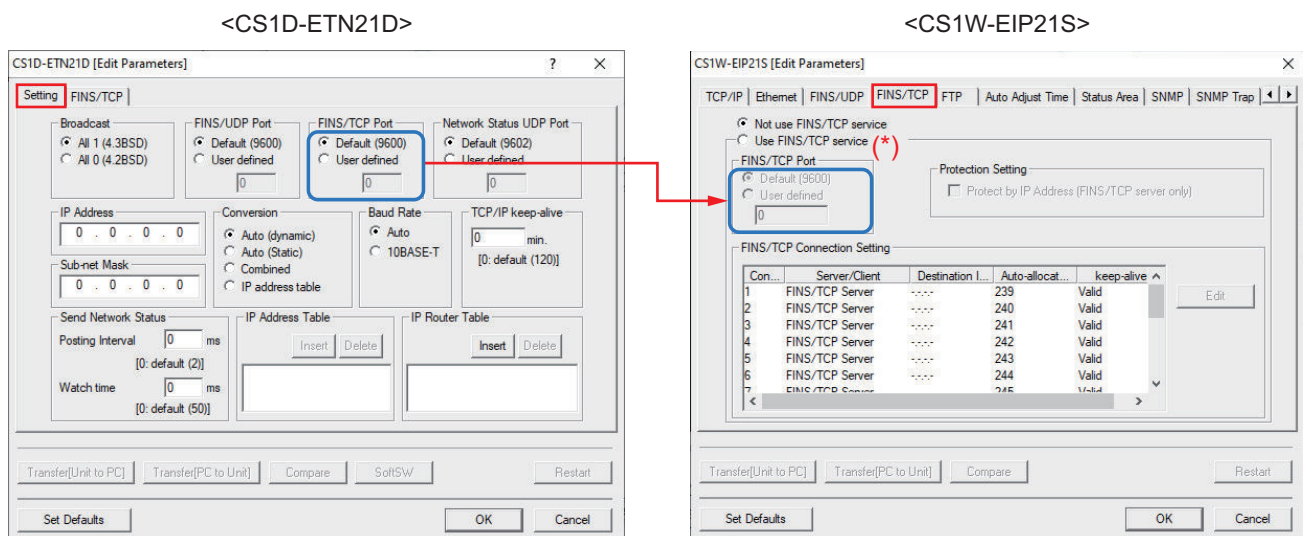 <CS1D-ETN21D>
<CS1W-EIP21S>
CS1D-ETN21D [Edit Parameters]
?
X
Setting
FINS/TCP
Broadcast
All 1 (4.3BSD)
All 0 (4.2BSD)
FINS/UDP Port
Default (9600)
User defined
0
FINS/TCP Port
Default (9600)
User defined
0
Network Status UDP Port
Default (9602)
User defined
0
IP Address
0 . 0 . 0 . 0
Sub-net Mask
0 . 0 . 0 . 0
Conversion
Auto (dynamic)
Auto (Static)
Combined
IP address table
Baud Rate
Auto
10BASE-T
TCP/IP keep-alive
0 min.
[0: default (120)]
Send Network Status
Posting Interval 0 ms
[0: default (2)]
Watch time 0 ms
[0: default (50)]
IP Address Table
Insert Delete
IP Router Table
Insert Delete
Transfer[Unit to PC] Transfer[PC to Unit] Compare SoftSW Restart
Set Defaults OK Cancel
CS1W-EIP21S [Edit Parameters]
X
TCP/IP Ethernet FINS/UDP FINS/TCP FTP Auto Adjust Time Status Area SNMP SNMP Trap
Not use FINS/TCP service
Use FINS/TCP service (*)
FINS/TCP Port
Default (9600)
User defined
0
Protection Setting
Protect by IP Address (FINS/TCP server only)
FINS/TCP Connection Setting
Con... Server/Client Destination I... Auto-allocat... keep-alive
1 FINS/TCP Server -.-.-.- 239 Valid
2 FINS/TCP Server -.-.-.- 240 Valid
3 FINS/TCP Server -.-.-.- 241 Valid
4 FINS/TCP Server -.-.-.- 242 Valid
5 FINS/TCP Server -.-.-.- 243 Valid
6 FINS/TCP Server -.-.-.- 244 Valid
7 FINS/TCP Server 245 Valid
Edit
Transfer[Unit to PC] Transfer[PC to Unit] Compare Restart
Set Defaults OK Cancel